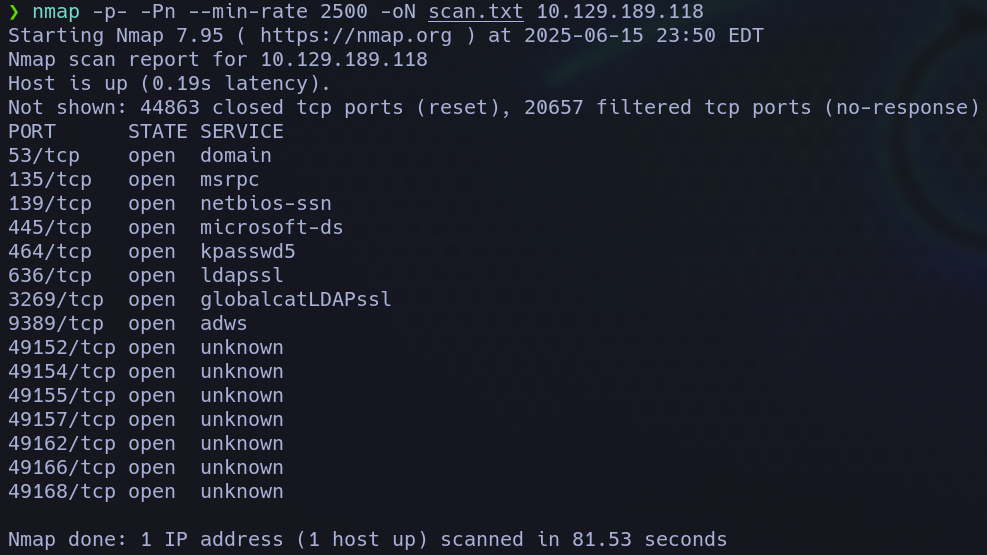 ❯ nmap -p- -Pn --min-rate 2500 -oN scan.txt 10.129.189.118
Starting Nmap 7.95 ( https://nmap.org ) at 2025-06-15 23:50 EDT
Nmap scan report for 10.129.189.118
Host is up (0.19s latency).
Not shown: 44863 closed tcp ports (reset), 20657 filtered tcp ports (no-response)
PORT      STATE SERVICE
53/tcp    open  domain
135/tcp   open  msrpc
139/tcp   open  netbios-ssn
445/tcp   open  microsoft-ds
464/tcp   open  kpasswd5
636/tcp   open  ldapssl
3269/tcp  open  globalcatLDAPssl
9389/tcp  open  adws
49152/tcp open  unknown
49154/tcp open  unknown
49155/tcp open  unknown
49157/tcp open  unknown
49162/tcp open  unknown
49166/tcp open  unknown
49168/tcp open  unknown
Nmap done: 1 IP address (1 host up) scanned in 81.53 seconds